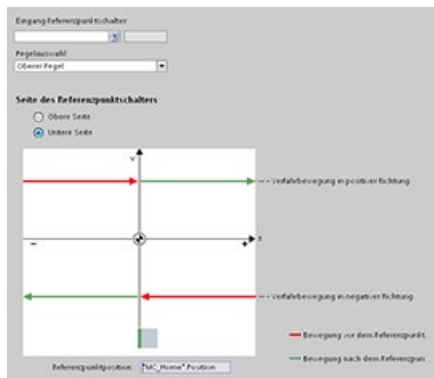 Eingang Referenzpunktschalter
Pegelauswahl:
Oberer Pegel
Seite des Referenzpunktschalters
Obere Seite
Untere Seite
v
Verfahrbewegung in positiver Richtung
x
− +
Verfahrbewegung in negativer Richtung
Bewegung vor dem Referenzpunkt...
Bewegung nach dem Referenzpun...
Referenzpunktposition: "MC_Home".Position